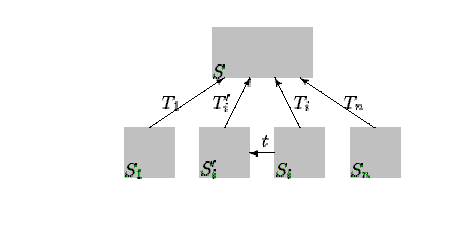 S
T₁ T′ᵢ Tᵢ Tₙ
t
S₁ S′ᵢ Sᵢ Sₙ